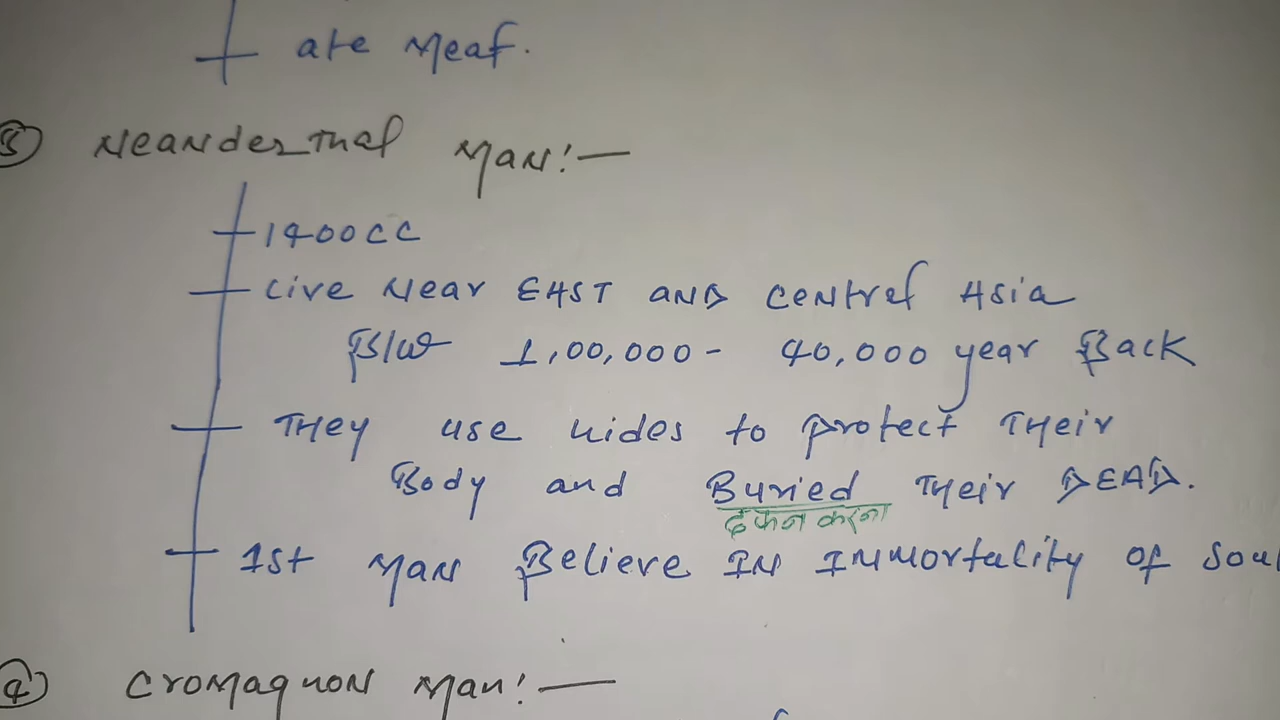 ate Meat.
③ Neanderthal Man:—
1400CC
Live Near EAST AND Central Asia
B/W 1,00,000 - 40,000 year Back
THey use hides to protect THeir
Body and Buried THeir DEAD.
दफन करना
1st Man Believe IN Immortality of Soul
④ Cromagnon Man:—